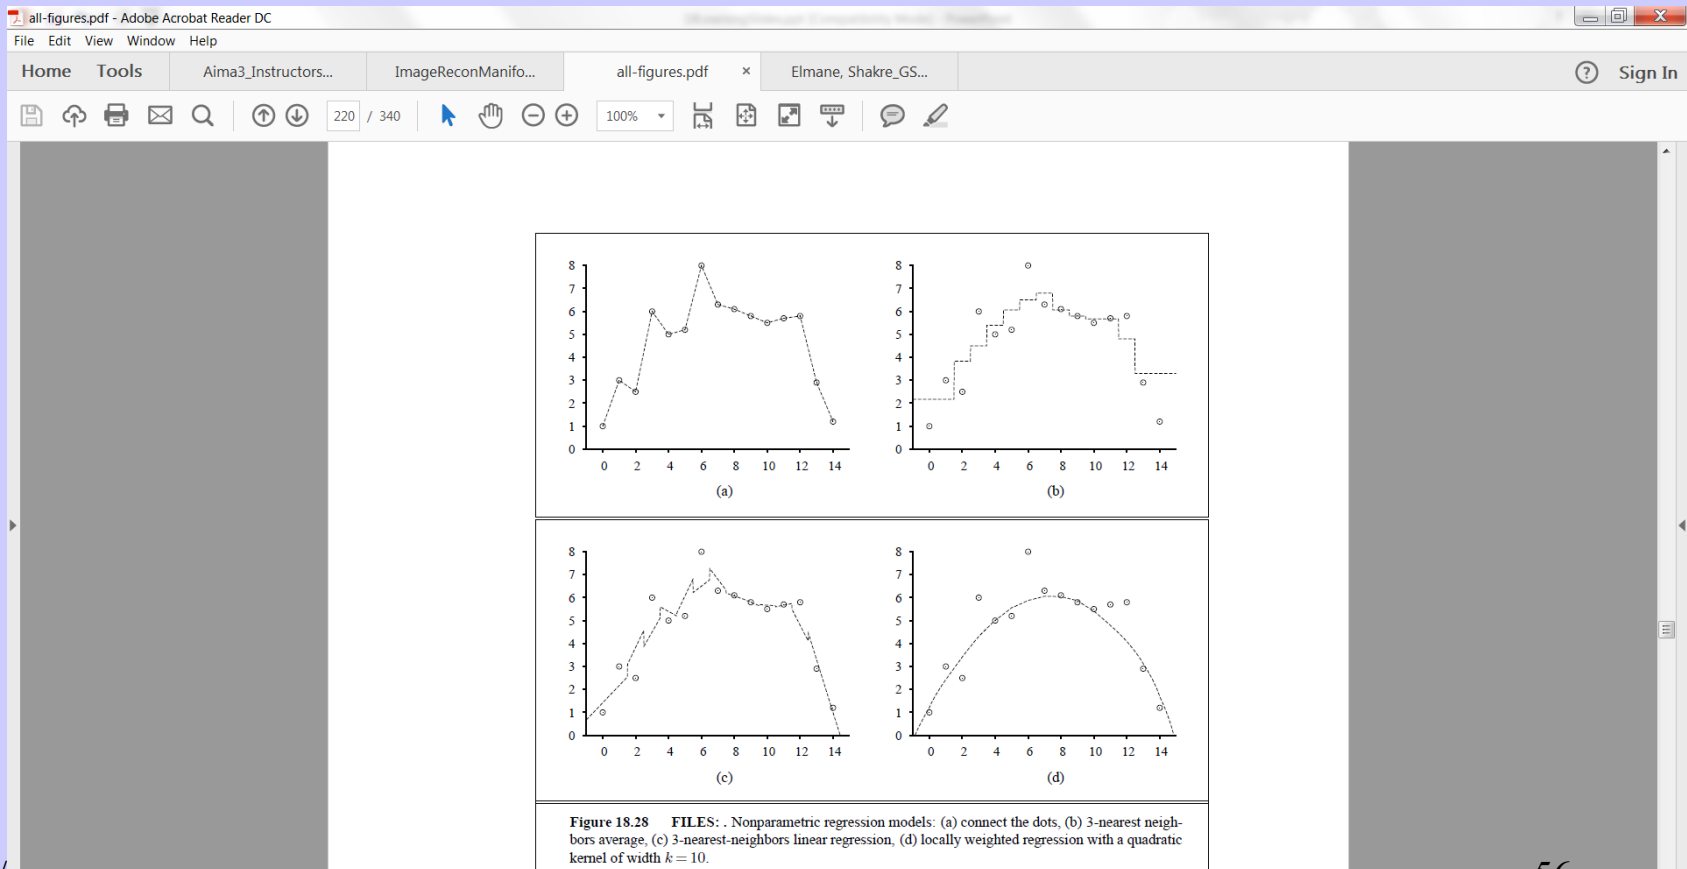 all-figures.pdf - Adobe Acrobat Reader DC
File Edit View Window Help
Home Tools Aima3_Instructors... ImageReconManifo... all-figures.pdf × Elmane, Shakre_GS... ? Sign In
220 / 340 100%
8
7
6
5
4
3
2
1
0
0 2 4 6 8 10 12 14
(a)
8
7
6
5
4
3
2
1
0
0 2 4 6 8 10 12 14
(b)
8
7
6
5
4
3
2
1
0
0 2 4 6 8 10 12 14
(c)
8
7
6
5
4
3
2
1
0
0 2 4 6 8 10 12 14
(d)
Figure 18.28 FILES: . Nonparametric regression models: (a) connect the dots, (b) 3-nearest neigh-
bors average, (c) 3-nearest-neighbors linear regression, (d) locally weighted regression with a quadratic
kernel of width k = 10.